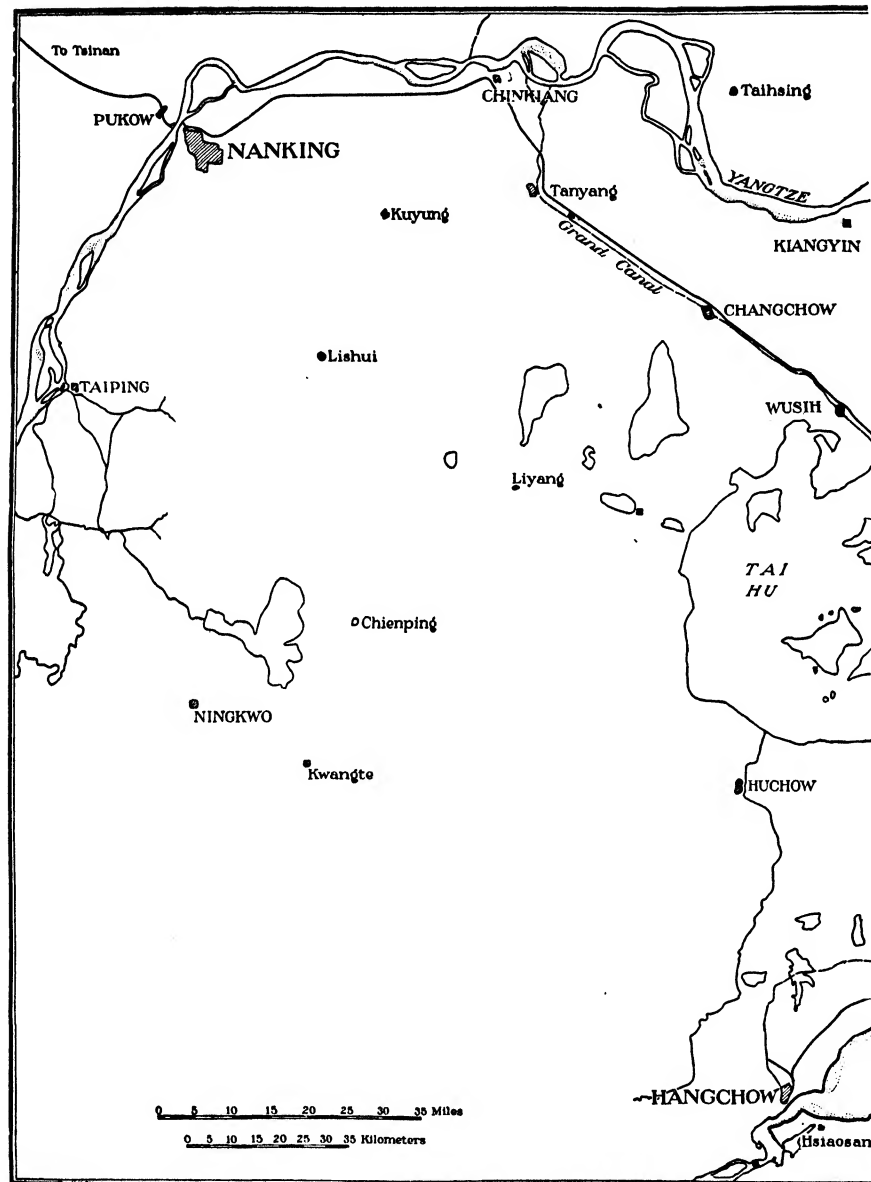 To Tsinan
PUKOW
NANKING
CHINKIANG
Taihsing
YANGTZE
Tanyang
Kuyung
Grand Canal
KIANGYIN
CHANGCHOW
Lishui
TAIPING
WUSIH
Liyang
TAI
HU
Chienping
NINGKWO
Kwangte
HUCHOW
HANGCHOW
Hsiaosan
0 5 10 15 20 25 30 35 Miles
0 5 10 15 20 25 30 35 Kilometers